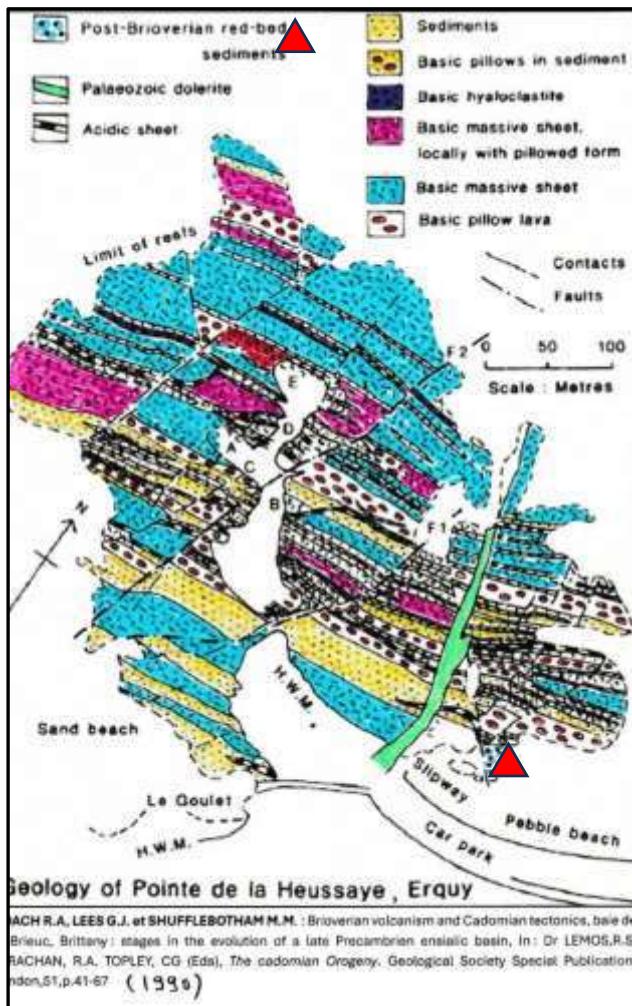 Post-Brioverian red-bed
sediments
Palaeozoic dolerite
Acidic sheet
Sediments
Basic pillows in sediment
Basic hyaloclastite
Basic massive sheet,
locally with pillowed form
Basic massive sheet
Basic pillow lava
Contacts
Faults
0 50 100
Scale : Metres
Limit of reefs
F2
E
D
A
C
B
F1
N
H.W.M.
Sand beach
Le Goulet
H.W.M.
Slipway
Pebble beach
Car park
Geology of Pointe de la Heussaye, Erquy
OACH R.A, LEES G.J. et SHUFFLEBOTHAM M.M. : Brioverian volcanism and Cadomian tectonics, baie de
Brieuc, Brittany : stages in the evolution of a late Precambrien ensialic basin, In : Dr LEMOS,R.S
RACHAN, R.A. TOPLEY, CG (Eds), The cadomian Orogeny. Geological Society Special Publication
ndon,51,p.41-67 (1990)